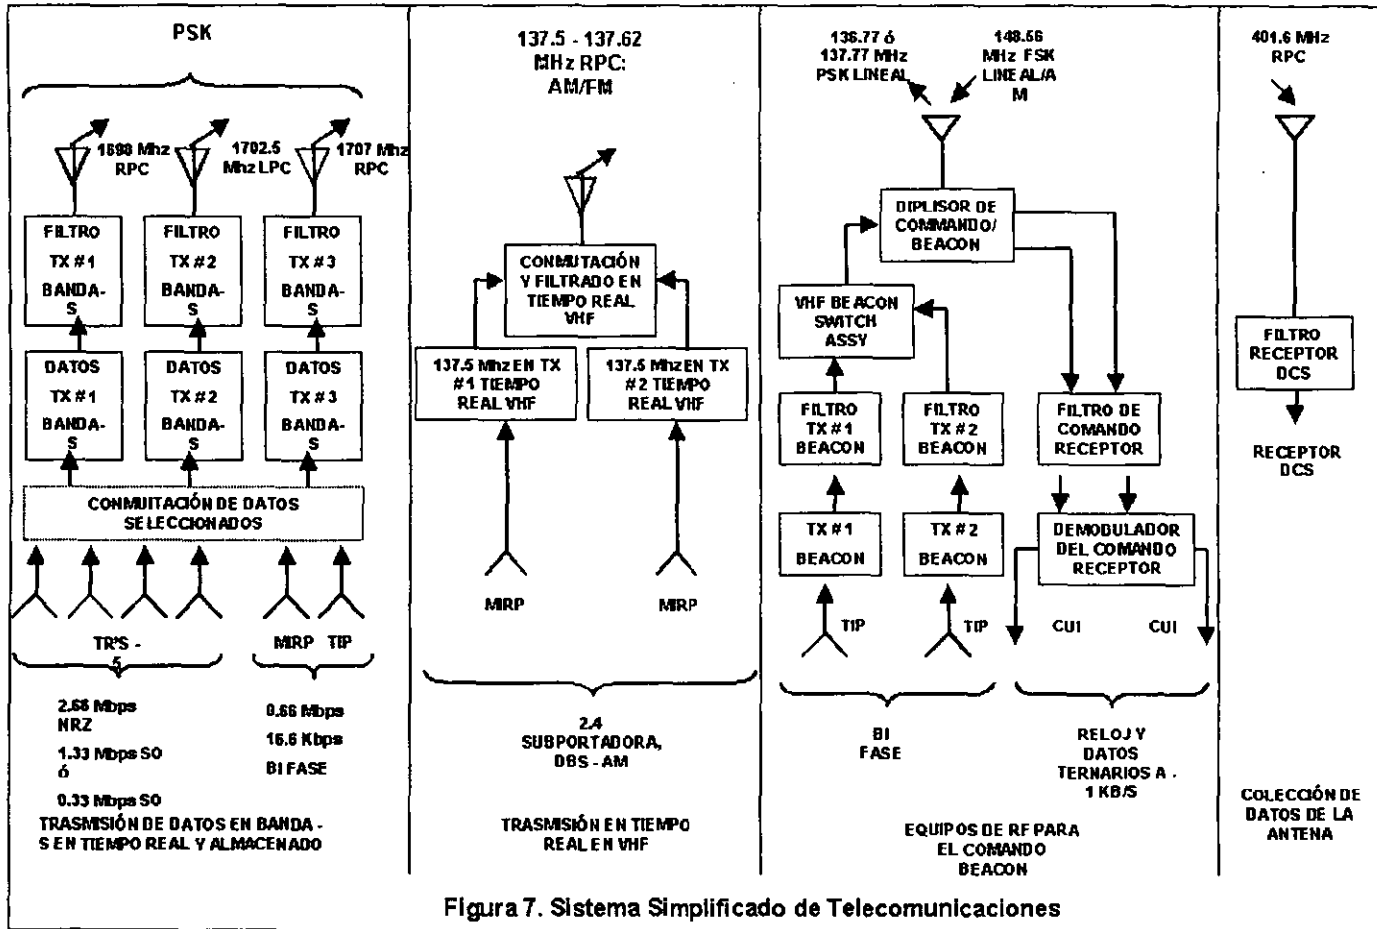 PSK
1698 Mhz
RPC
1702.5
Mhz LPC
1707 Mhz
RPC
FILTRO
TX #1
BANDA-
S
FILTRO
TX #2
BANDA-
S
FILTRO
TX #3
BANDA-
S
DATOS
TX #1
BANDA-
S
DATOS
TX #2
BANDA-
S
DATOS
TX #3
BANDA-
S
CONMUITACIÓN DE DATOS
SELECCIONADOS
TR'S -
5
MIRP TIP
2.66 Mbps
NRZ
1.33 Mbps SO
ó
0.33 Mbps SO
0.66 Mbps
16.6 Kbps
BI FASE
TRASMISIÓN DE DATOS EN BANDA -
S EN TIEMPO REAL Y ALMACENADO
137.5 - 137.62
MHz RPC:
AM/FM
CONMUTACIÓN
Y FILTRADO EN
TIEMPO REAL
VHF
137.5 Mhz EN TX
#1 TIEMPO
REAL VHF
137.5 Mhz EN TX
#2 TIEMPO
REAL VHF
MIRP
MIRP
2.4
SUBPORTADORA,
DBS - AM
TRASMISIÓN EN TIEMPO
REAL EN VHF
136.77 ó
137.77 MHz
PSK LINEAL
148.56
MHz FSK
LINEAL/A
M
DIPLISOR DE
COMMANDO/
BEACON
VHF BEACON
SWITCH
ASSY
FILTRO
TX #1
BEACON
FILTRO
TX #2
BEACON
FILTRO DE
COMANDO
RECEPTOR
TX #1
BEACON
TX #2
BEACON
DEMODULADOR
DEL COMANDO
RECEPTOR
TIP
TIP
CUI
CUI
BI
FASE
RELOJ Y
DATOS
TERNARIOS A -
1 KB/S
EQUIPOS DE RF PARA
EL COMANDO
BEACON
401.6 MHz
RPC
FILTRO
RECEPTOR
DCS
RECEPTOR
DCS
COLECCIÓN DE
DATOS DE LA
ANTENA
Figura 7. Sistema Simplificado de Telecomunicaciones